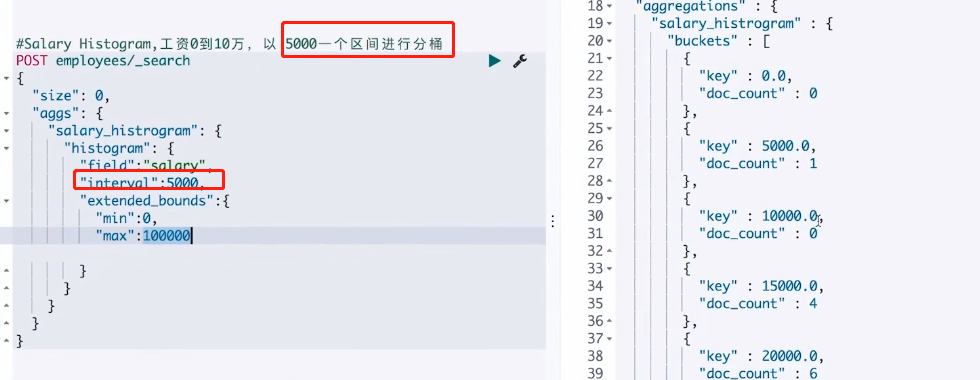 #Salary Histogram,工资0到10万，以 5000一个区间进行分桶
POST employees/_search
{
"size": 0,
"aggs": {
"salary_histrogram": {
"histogram": {
"field":"salary",
"interval":5000,
"extended_bounds":{
"min":0,
"max":100000
}
}
}
}
}
18 "aggregations" : {
19 "salary_histrogram" : {
20 "buckets" : [
21 {
22 "key" : 0.0,
23 "doc_count" : 0
24 },
25 {
26 "key" : 5000.0,
27 "doc_count" : 1
28 },
29 {
30 "key" : 10000.0,
31 "doc_count" : 0
32 },
33 {
34 "key" : 15000.0,
35 "doc_count" : 4
36 },
37 {
38 "key" : 20000.0,
39 "doc_count" : 6